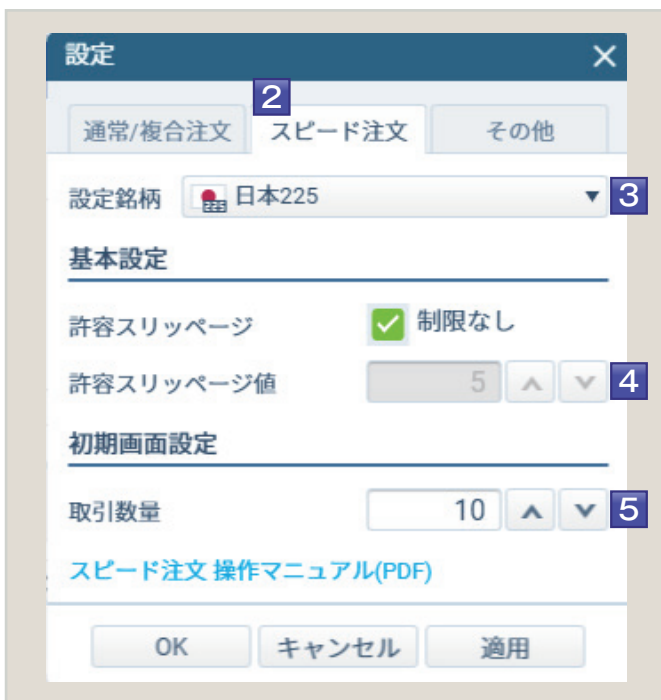 設定
2
通常/複合注文 スピード注文 その他
設定銘柄 日本225 3
基本設定
許容スリッページ 制限なし
許容スリッページ値 5 4
初期画面設定
取引数量 10 5
スピード注文 操作マニュアル(PDF)
OK キャンセル 適用